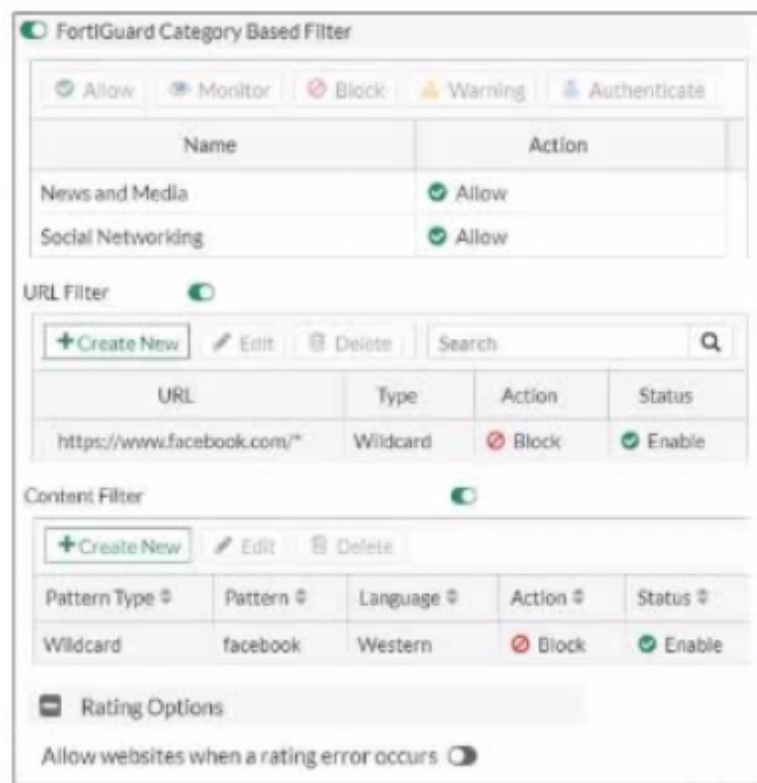 FortiGuard Category Based Filter
Allow Monitor Block Warning Authenticate
Name Action
News and Media Allow
Social Networking Allow
URL Filter
+Create New Edit Delete Search
URL Type Action Status
https://www.facebook.com/* Wildcard Block Enable
Content Filter
+Create New Edit Delete
Pattern Type Pattern Language Action Status
Wildcard facebook Western Block Enable
Rating Options
Allow websites when a rating error occurs